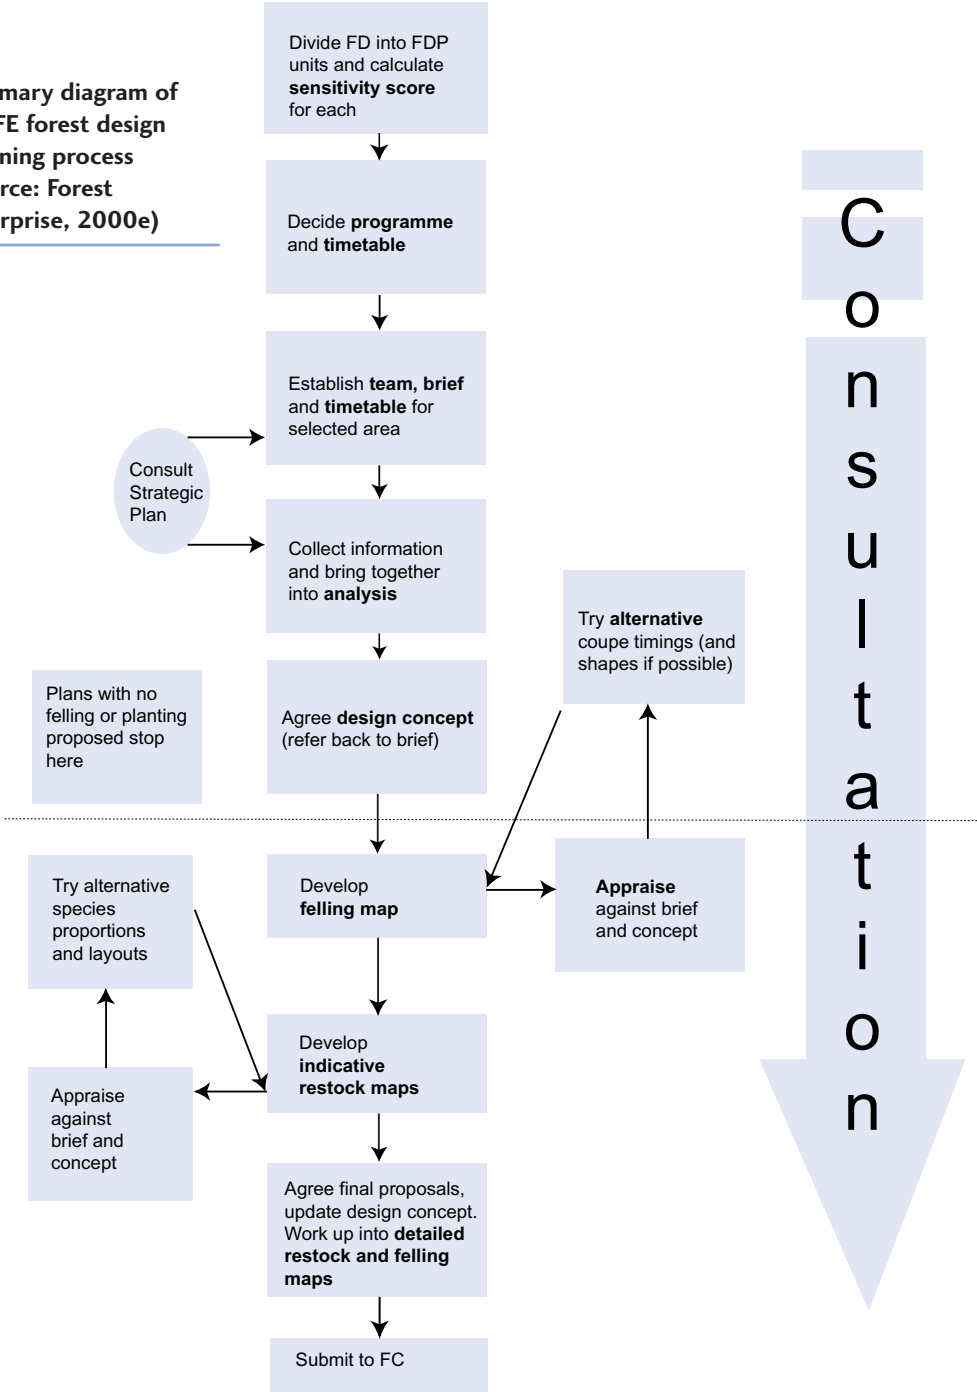 Divide FD into FDP
units and calculate
sensitivity score
for each
mary diagram of
FE forest design
ning process
rce: Forest
rprise, 2000e)
Decide programme
and timetable
Establish team, brief
and timetable for
selected area
Consult
Strategic
Plan
Collect information
and bring together
into analysis
Try alternative
coupe timings (and
shapes if possible)
Plans with no
felling or planting
proposed stop
here
Agree design concept
(refer back to brief)
Develop
felling map
Appraise
against brief
and concept
Try alternative
species
proportions
and layouts
Develop
indicative
restock maps
Appraise
against
brief and
concept
Agree final proposals,
update design concept.
Work up into detailed
restock and felling
maps
Submit to FC
C
o
n
s
u
l
t
a
t
i
o
n